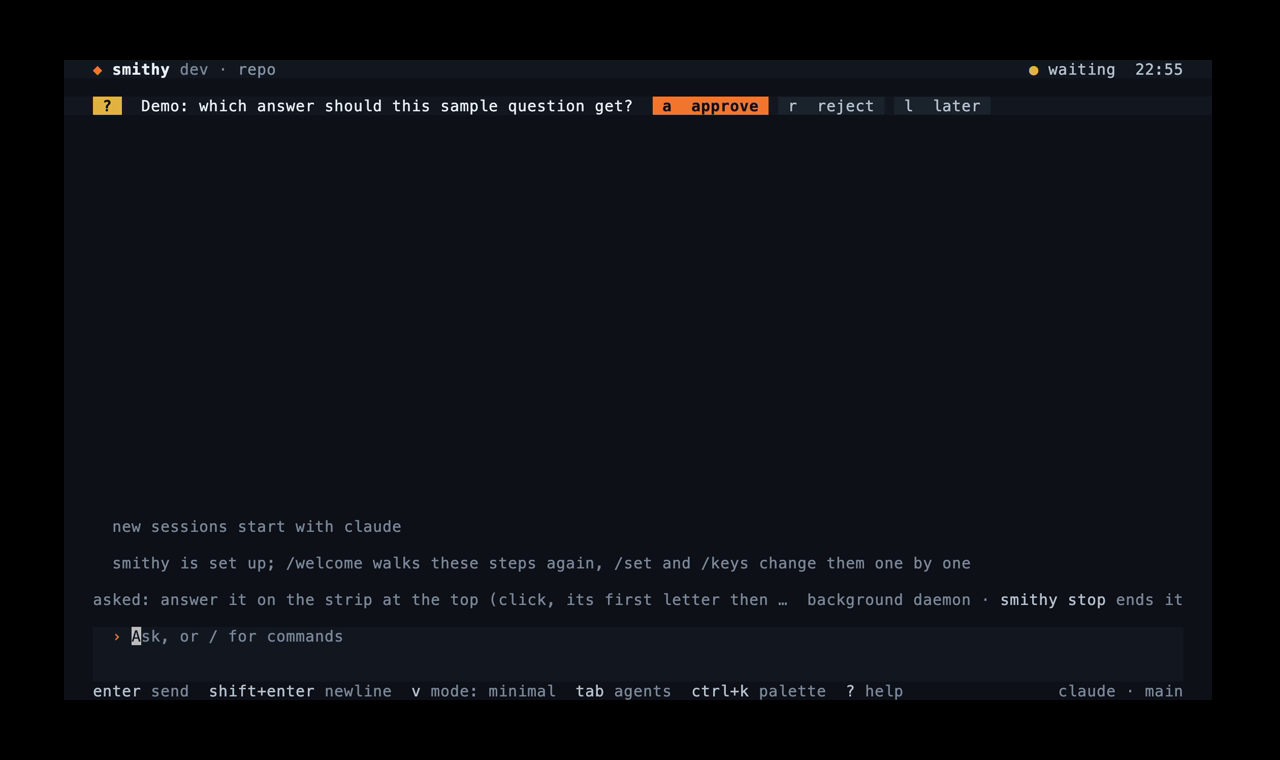 ◆ smithy dev · repo ● waiting 22:55
? Demo: which answer should this sample question get? a approve r reject l later
new sessions start with claude
smithy is set up; /welcome walks these steps again, /set and /keys change them one by one
asked: answer it on the strip at the top (click, its first letter then … background daemon · smithy stop ends it
› Ask, or / for commands
enter send shift+enter newline v mode: minimal tab agents ctrl+k palette ? help claude · main